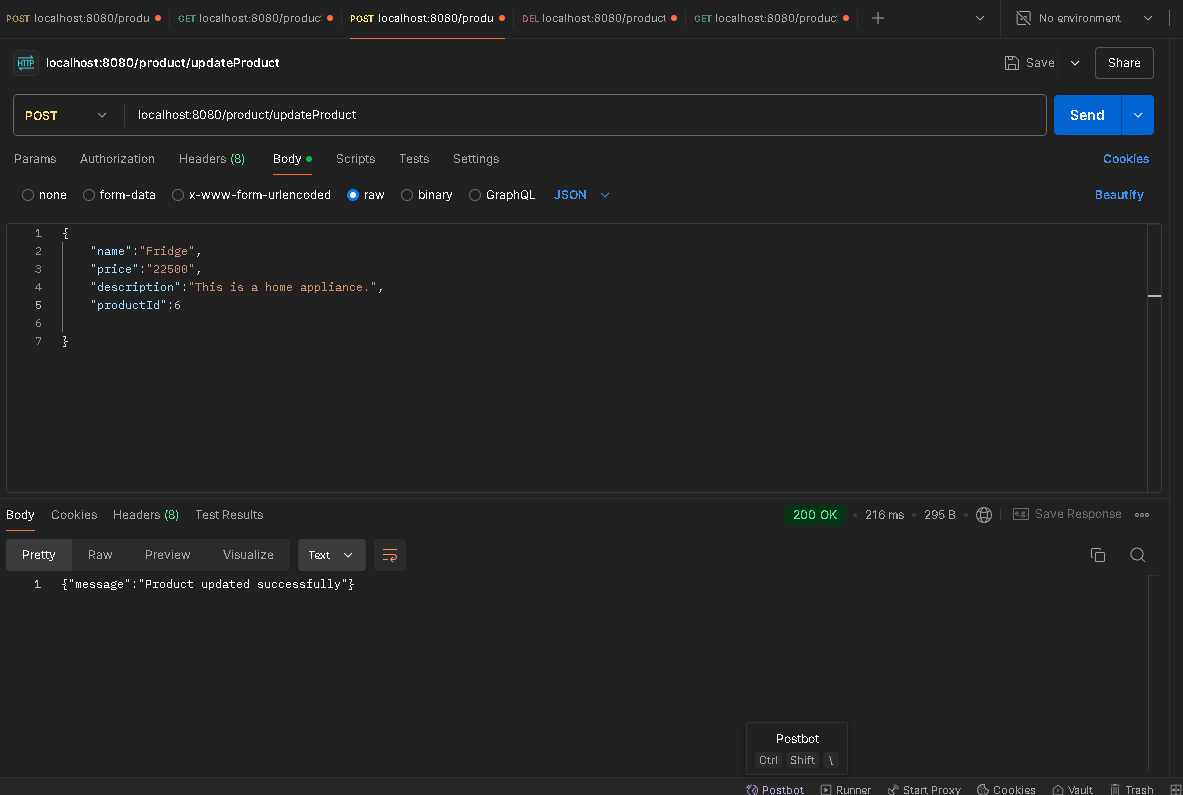 POST localhost:8080/produ GET localhost:8080/product POST localhost:8080/produ DEL localhost:8080/product GET localhost:8080/product No environment
HTTP localhost:8080/product/updateProduct Save Share
POST localhost:8080/product/updateProduct Send
Params Authorization Headers (8) Body Scripts Tests Settings Cookies
none form-data x-www-form-urlencoded raw binary GraphQL JSON Beautify
1 {
2 "name":"Fridge",
3 "price":"22500",
4 "description":"This is a home appliance.",
5 "productId":6
6
7 }
Body Cookies Headers (8) Test Results 200 OK 216 ms 295 B e.g. Save Response
Pretty Raw Preview Visualize Text
1 {"message":"Product updated successfully"}
Postbot
Ctrl Shift \
Postbot Runner Start Proxy Cookies Vault Trash